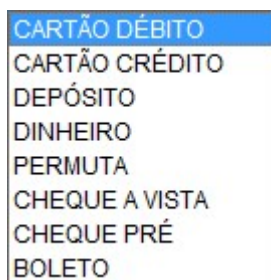 CARTÃO DÉBITO
CARTÃO CRÉDITO
DEPÓSITO
DINHEIRO
PERMUTA
CHEQUE A VISTA
CHEQUE PRÉ
BOLETO